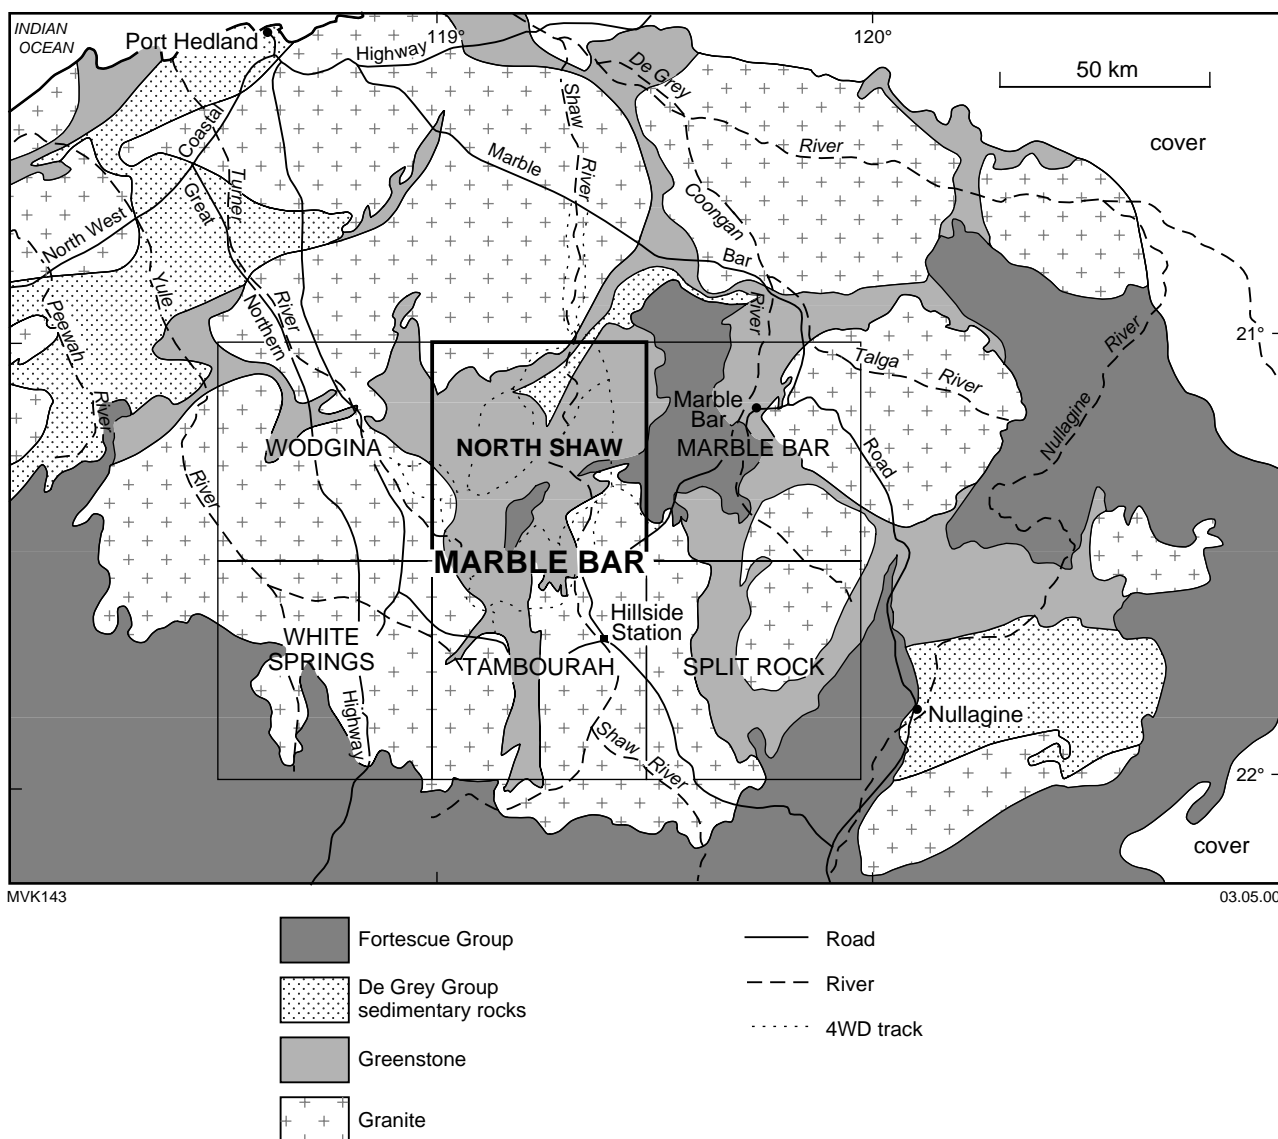 INDIAN
OCEAN
Port Hedland
119°
120°
Highway
De Grey
50 km
Shaw
River
Coastal
Marble
River
cover
Turner
Great
Coongan
North West
Bar
Yule
River
Northern
Peewah
River
River
River
21°
Talga
River
Marble
Bar
Nullagine
WODGINA
NORTH SHAW
MARBLE BAR
Road
River
MARBLE BAR
Hillside
Station
WHITE
SPRINGS
TAMBOURAH
SPLIT ROCK
Highway
Nullagine
Shaw
River
22°
cover
MVK143
03.05.00
Fortescue Group
Road
De Grey Group
sedimentary rocks
River
4WD track
Greenstone
Granite